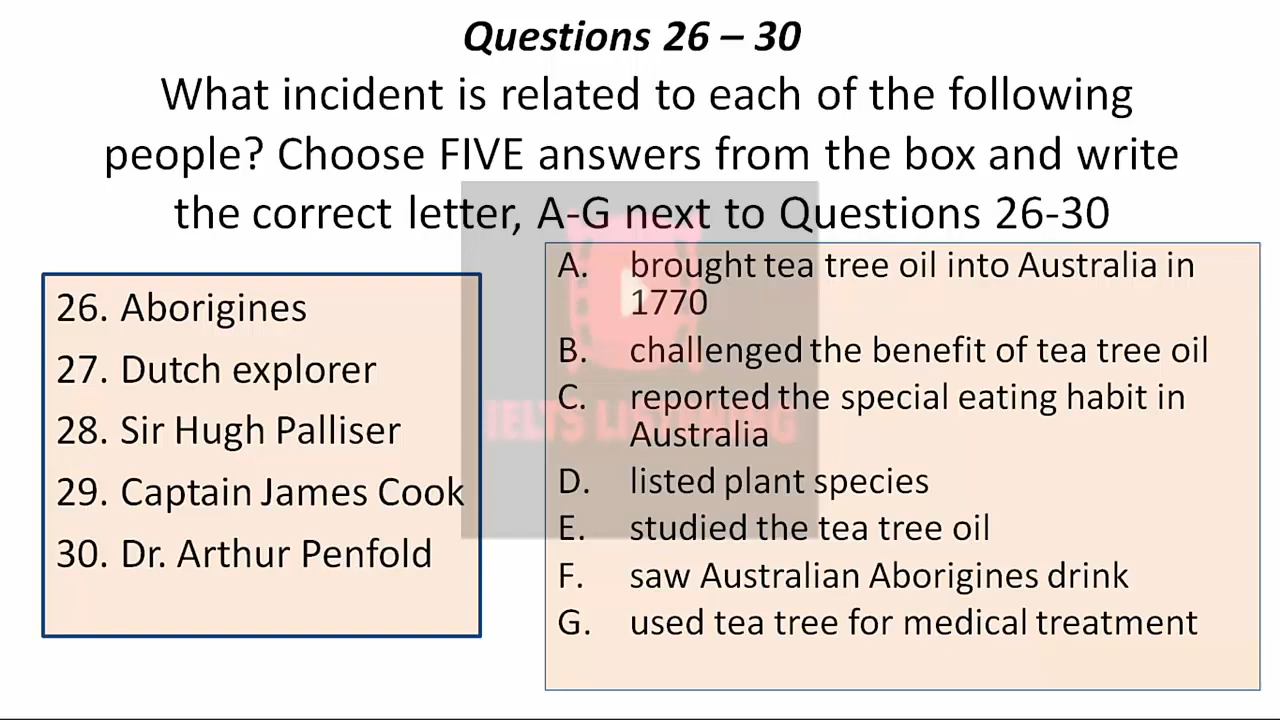 Questions 26 – 30
What incident is related to each of the following
people? Choose FIVE answers from the box and write
the correct letter, A-G next to Questions 26-30
26. Aborigines
27. Dutch explorer
28. Sir Hugh Palliser
29. Captain James Cook
30. Dr. Arthur Penfold
A. brought tea tree oil into Australia in
1770
B. challenged the benefit of tea tree oil
C. reported the special eating habit in
Australia
D. listed plant species
E. studied the tea tree oil
F. saw Australian Aborigines drink
G. used tea tree for medical treatment
IELTS LISTENING